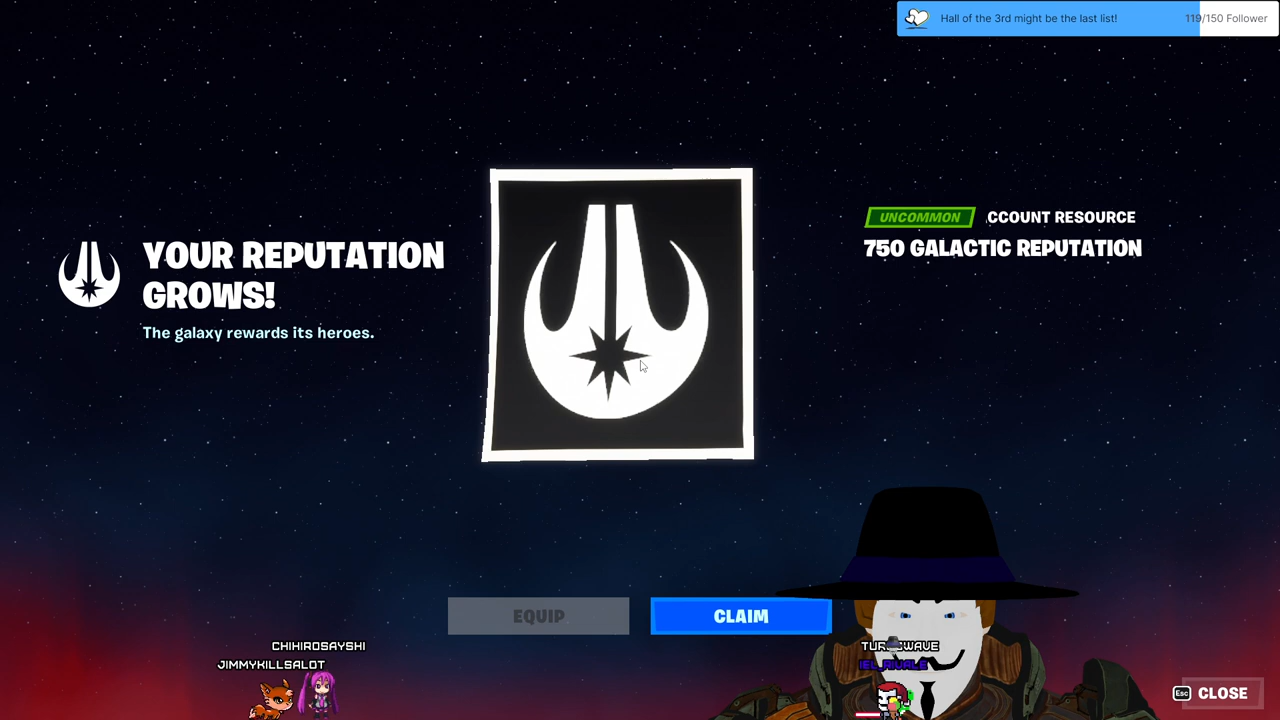 Hall of the 3rd might be the last list! 119/150 Follower
YOUR REPUTATION
GROWS!
The galaxy rewards its heroes.
UNCOMMON CCOUNT RESOURCE
750 GALACTIC REPUTATION
EQUIP
CLAIM
CHIHIROSAYSHI
JIMMYKILLSALOT
Esc CLOSE